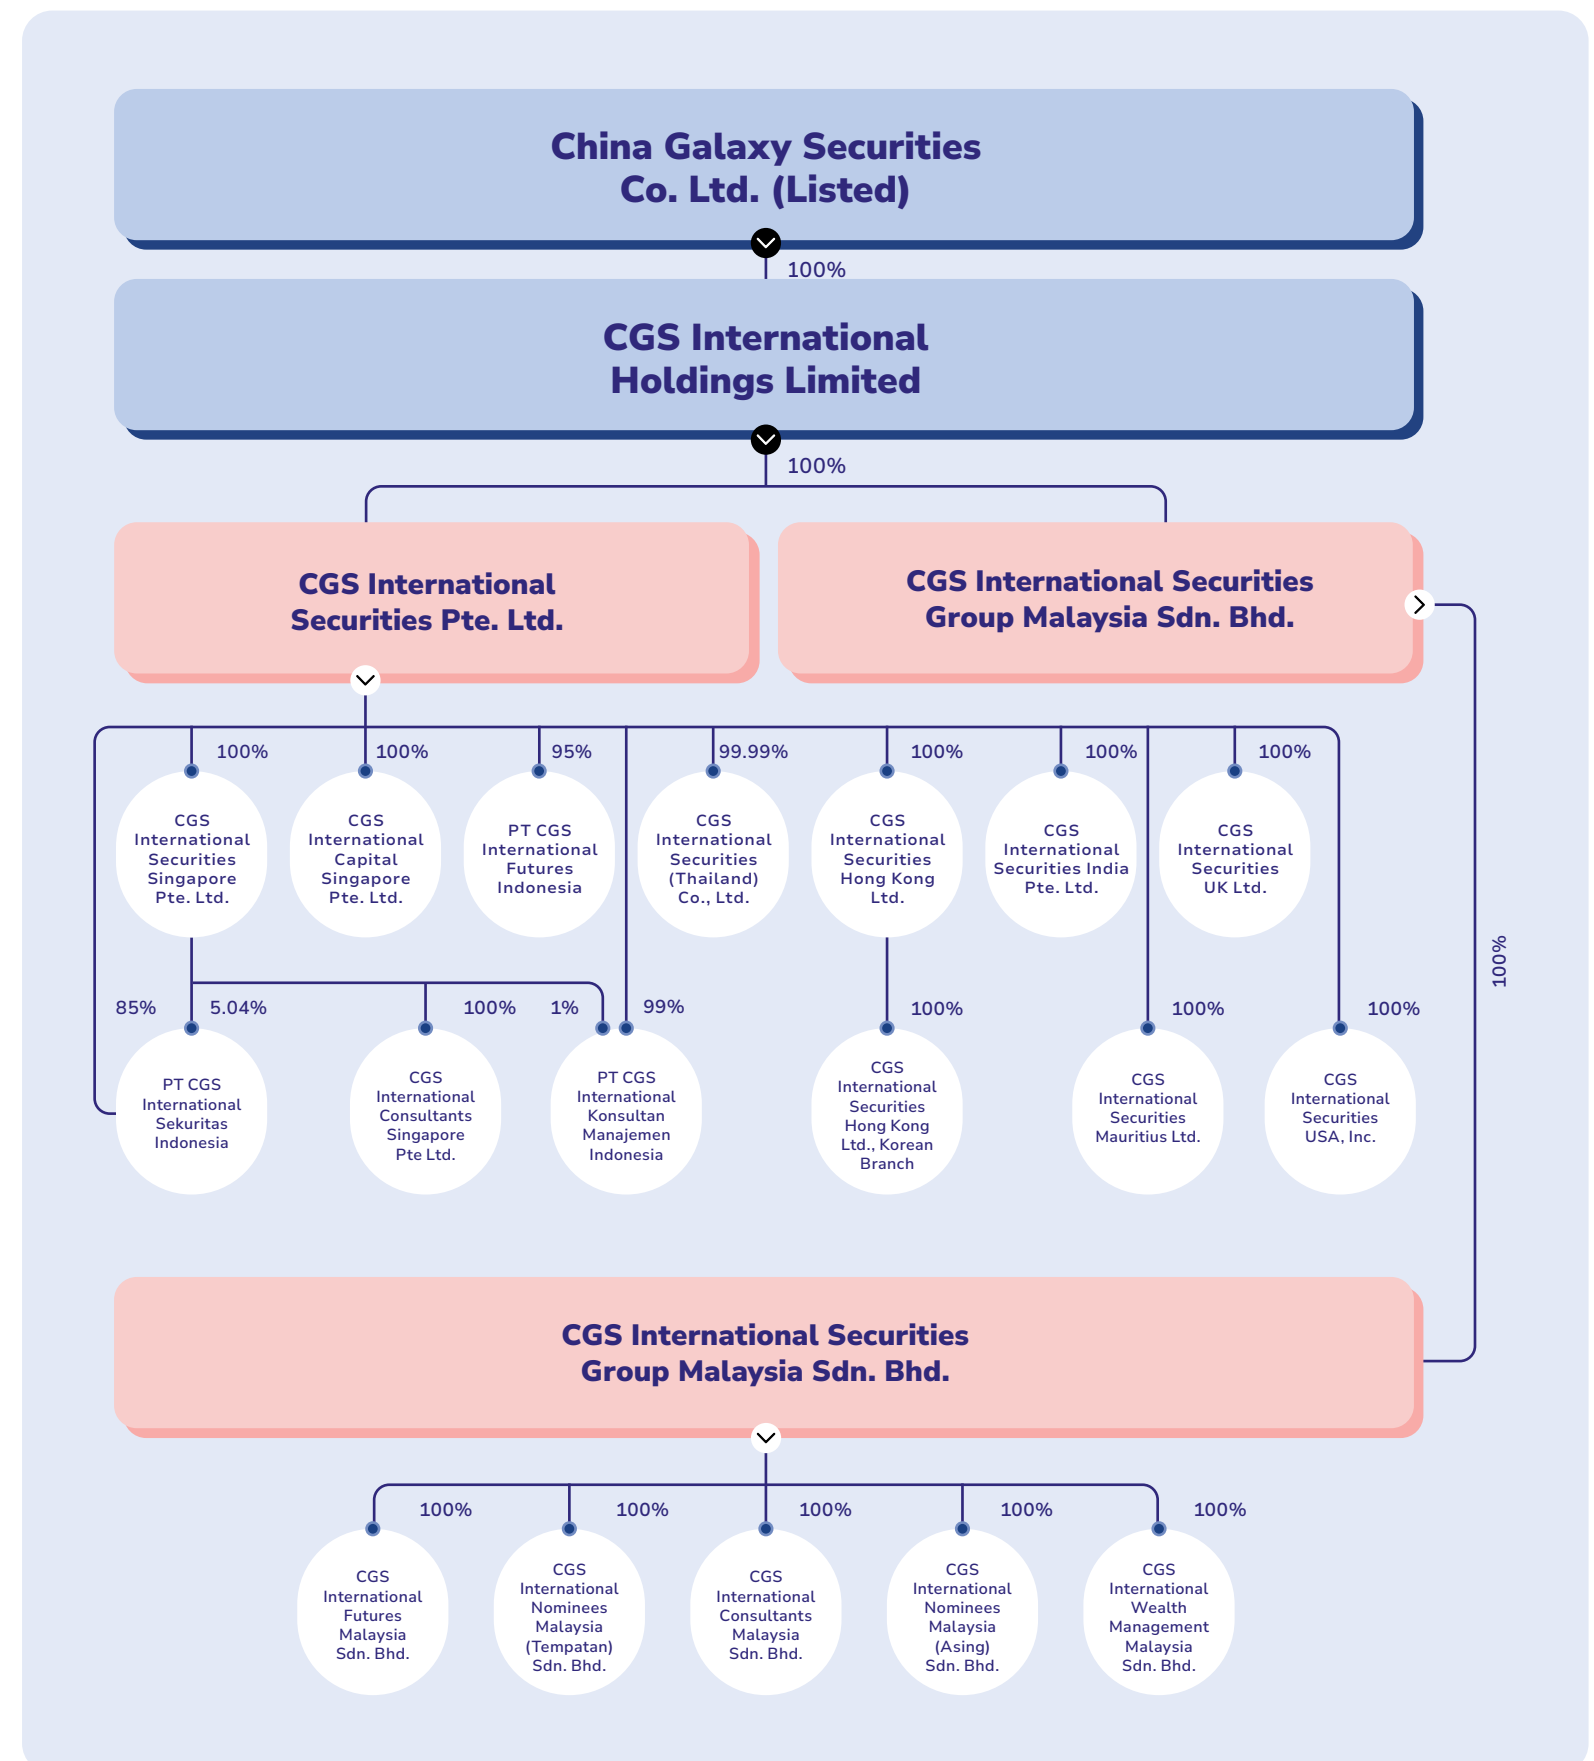 China Galaxy Securities
Co. Ltd. (Listed)
100%
CGS International
Holdings Limited
100%
CGS International
Securities Pte. Ltd.
CGS International Securities
Group Malaysia Sdn. Bhd.
100%
100%
95%
99.99%
100%
100%
100%
CGS
International
Securities
Singapore
Pte. Ltd.
CGS
International
Capital
Singapore
Pte. Ltd.
PT CGS
International
Futures
Indonesia
CGS
International
Securities
(Thailand)
Co., Ltd.
CGS
International
Securities
Hong Kong
Ltd.
CGS
International
Securities India
Pte. Ltd.
CGS
International
Securities
UK Ltd.
100%
85%
5.04%
100%
1%
99%
100%
100%
100%
PT CGS
International
Sekuritas
Indonesia
CGS
International
Consultants
Singapore
Pte Ltd.
PT CGS
International
Konsultan
Manajemen
Indonesia
CGS
International
Securities
Hong Kong
Ltd., Korean
Branch
CGS
International
Securities
Mauritius Ltd.
CGS
International
Securities
USA, Inc.
CGS International Securities
Group Malaysia Sdn. Bhd.
100%
100%
100%
100%
100%
CGS
International
Futures
Malaysia
Sdn. Bhd.
CGS
International
Nominees
Malaysia
(Tempatan)
Sdn. Bhd.
CGS
International
Consultants
Malaysia
Sdn. Bhd.
CGS
International
Nominees
Malaysia
(Asing)
Sdn. Bhd.
CGS
International
Wealth
Management
Malaysia
Sdn. Bhd.